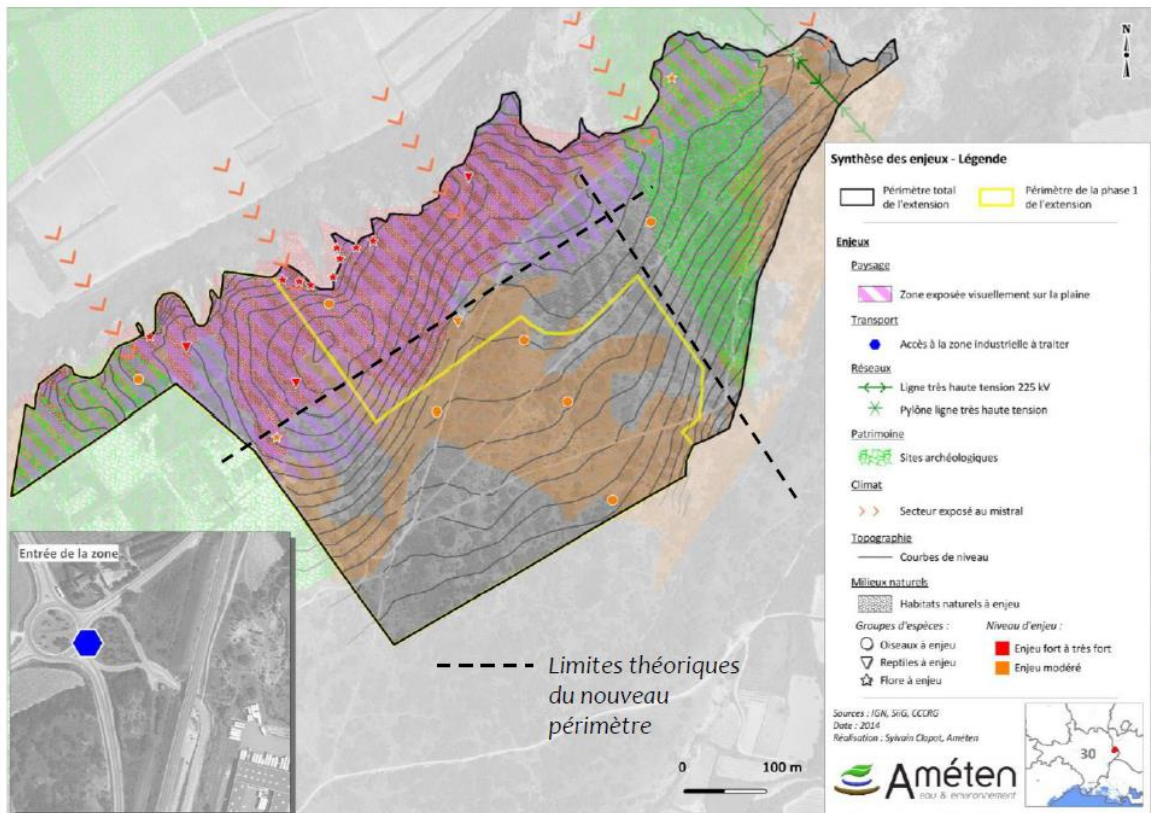 N
Synthèse des enjeux - Légende
Périmètre total
de l'extension
Périmètre de la phase 1
de l'extension
Enjeux
Paysage
Zone exposée visuellement sur la plaine
Transport
Accès à la zone industrielle à traiter
Réseaux
Ligne très haute tension 225 kV
Pylône ligne très haute tension
Patrimoine
Sites archéologiques
Climat
Secteur exposé au mistral
Topographie
Courbes de niveau
Milieux naturels
Habitats naturels à enjeu
Groupes d'espèces :
Niveau d'enjeu :
Oiseaux à enjeu
Enjeu fort à très fort
Reptiles à enjeu
Enjeu modéré
Flore à enjeu
Sources : IGN, SIIG, CCCRG
Date : 2014
Réalisation : Sylvain Clapot, Améten
Améten
eau & environnement
30
Entrée de la zone
Limites théoriques
du nouveau
périmètre
0 100 m